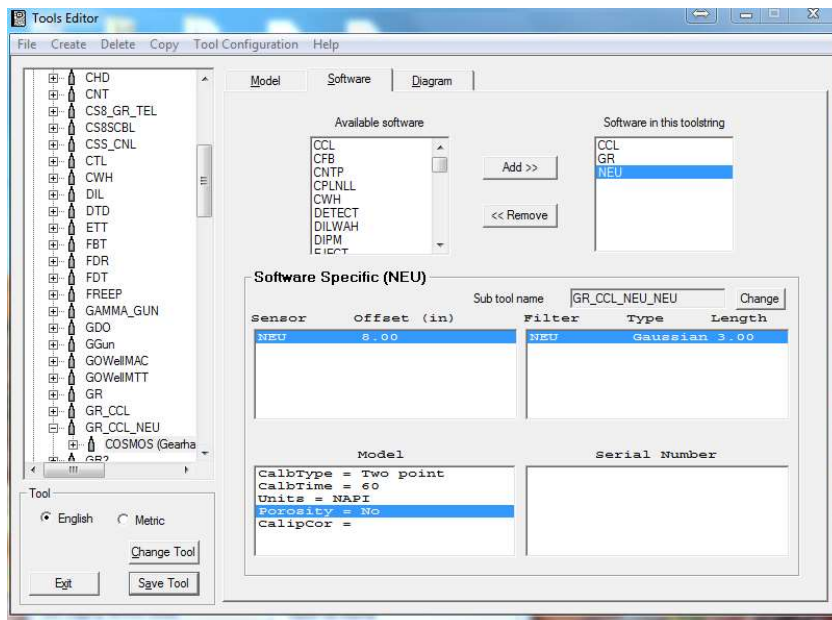 Tools Editor
File Create Delete Copy Tool Configuration Help
CHD
CNT
CS8_GR_TEL
CS8SCBL
CSS_CNL
CTL
CWH
DIL
DTD
ETT
FBT
FDR
FDT
FREEP
GAMMA_GUN
GDO
GGun
GOWellMAC
GOWellMTT
GR
GR_CCL
GR_CCL_NEU
COSMOS (Gearha
GR2
Tool
English Metric
Change Tool
Exit Save Tool
Model Software Diagram
Available software
CCL
CFB
CNTP
CPLNLL
CWH
DETECT
DILWAH
DIPM
EJECT
Add >>
<< Remove
Software in this toolstring
CCL
GR
NEU
Software Specific (NEU)
Sub tool name GR_CCL_NEU_NEU Change
Sensor Offset (in) Filter Type Length
NEU 8.00 NEU Gaussian 3.00
Model Serial Number
CalbType = Two point
CalbTime = 60
Units = NAPI
Porosity = No
CalipCor =